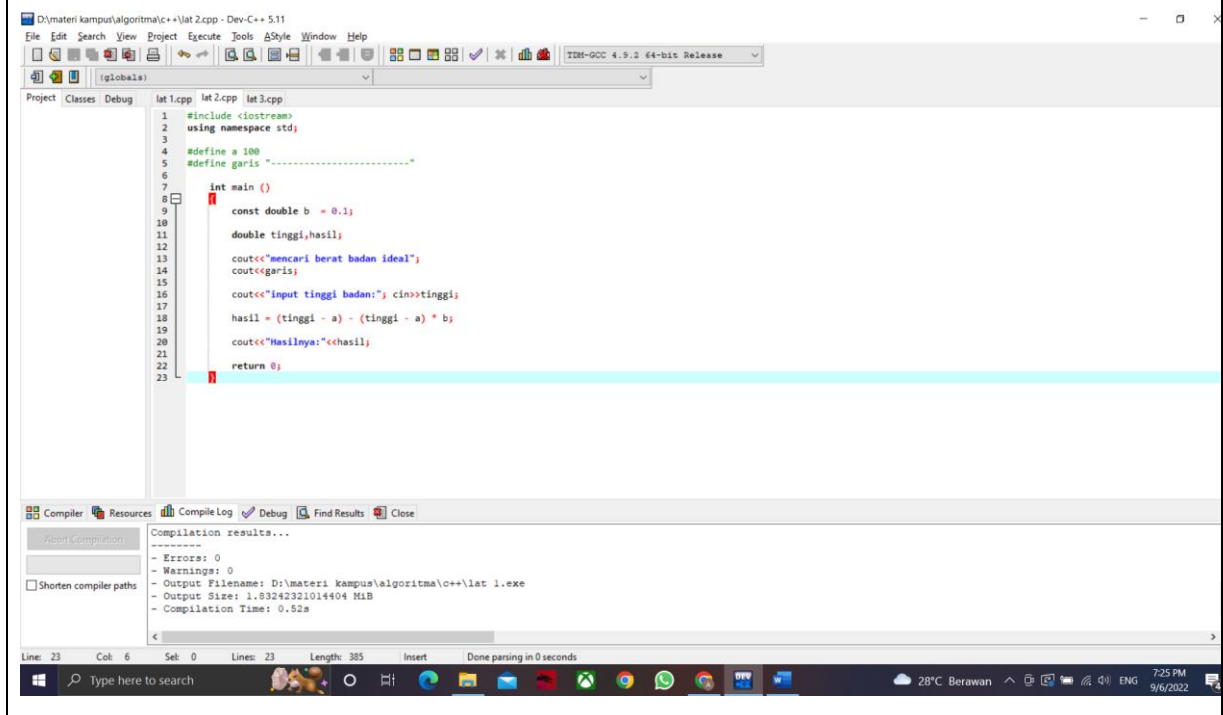 D:\materi kampus\algoritma\c++\lat 2.cpp - Dev-C++ 5.11
File Edit Search View Project Execute Tools AStyle Window Help
TDM-GCC 4.9.2 64-bit Release
(globals)
Project Classes Debug lat 1.cpp lat 2.cpp lat 3.cpp
1 #include <iostream>
2 using namespace std;
3
4 #define a 100
5 #define garis "-------------------------"
6
7 int main ()
8 {
9 const double b = 0.1;
10
11 double tinggi,hasil;
12
13 cout<<"mencari berat badan ideal";
14 cout<<garis;
15
16 cout<<"input tinggi badan:"; cin>>tinggi;
17
18 hasil = (tinggi - a) - (tinggi - a) * b;
19
20 cout<<"Hasilnya:"<<hasil;
21
22 return 0;
23 }
Compiler Resources Compile Log Debug Find Results Close
Abort Compilation
Shorten compiler paths
Compilation results...
--------
- Errors: 0
- Warnings: 0
- Output Filename: D:\materi kampus\algoritma\c++\lat 1.exe
- Output Size: 1.83242321014404 MiB
- Compilation Time: 0.52s
Line: 23 Col: 6 Sel: 0 Lines: 23 Length: 385 Insert Done parsing in 0 seconds
Type here to search
28°C Berawan ENG 7:25 PM
9/6/2022